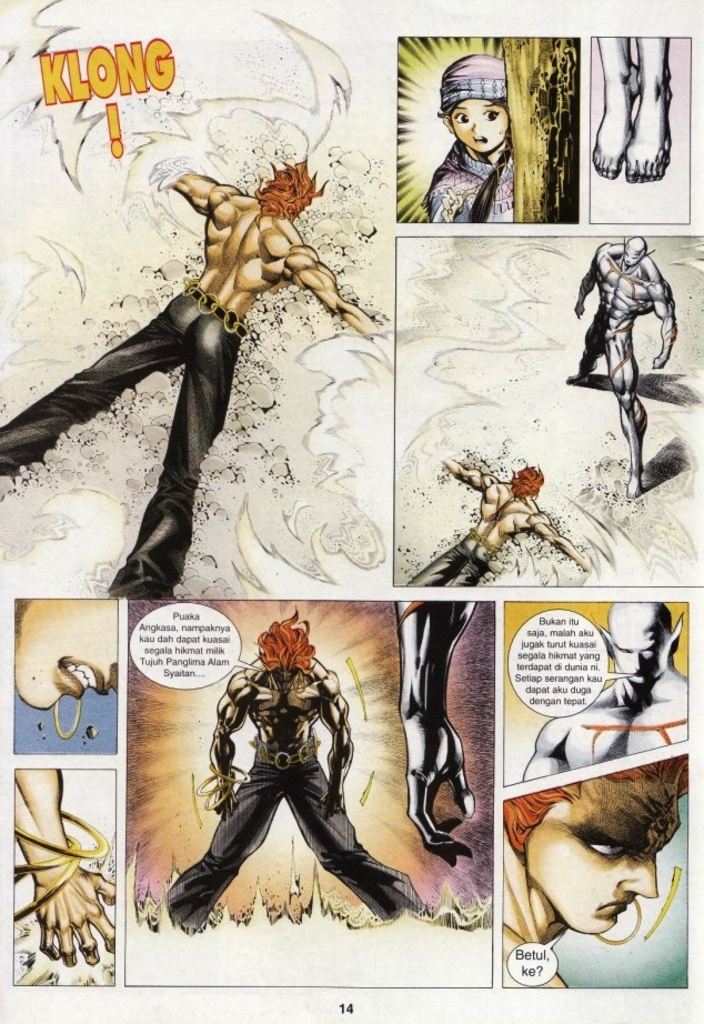 KLONG
!
Puaka
Angkasa, nampaknya
kau dah dapat kuasai
segala hikmat milik
Tujuh Panglima Alam
Syaitan....
Bukan itu
saja, malah aku
jugak turut kuasai
segala hikmat yang
terdapat di dunia ni.
Setiap serangan
kau dapat aku duga
dengan tepat.
Betul,
ke?
14